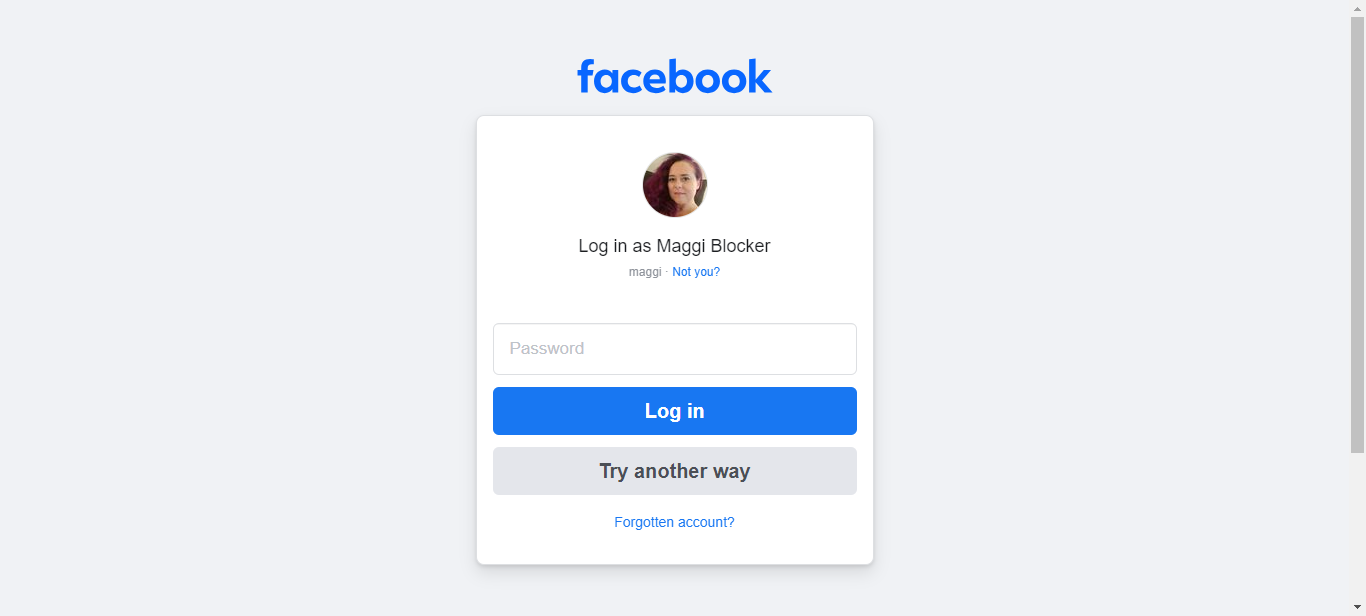 facebook
Log in as Maggi Blocker
maggi · Not you?
Password
Log in
Try another way
Forgotten account?